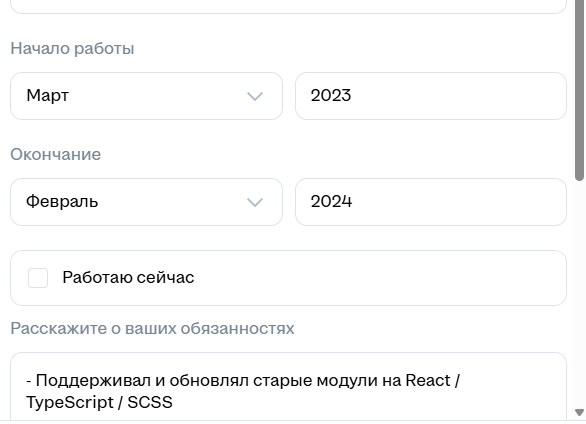 Начало работы
Март
2023
Окончание
Февраль
2024
Работаю сейчас
Расскажите о ваших обязанностях
- Поддерживал и обновлял старые модули на React /
TypeScript / SCSS